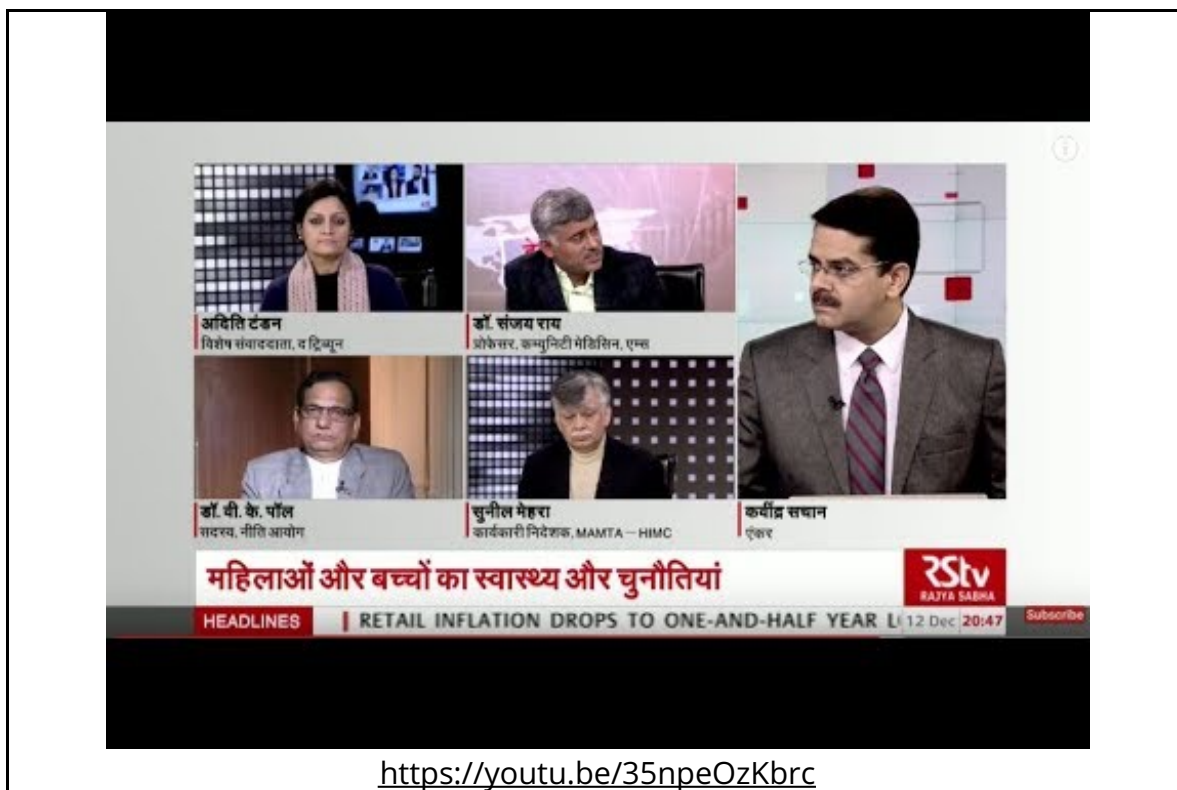 अदिति टंडन
विशेष संवाददाता, द ट्रिब्यून
डॉ. संजय राय
प्रोफेसर, कम्युनिटी मेडिसिन, एम्स
डॉ. वी. के. पॉल
सदस्य, नीति आयोग
सुनील मेहरा
कार्यकारी निदेशक, MAMTA – HIMC
कवींद्र सचान
एंकर
महिलाओं और बच्चों का स्वास्थ्य और चुनौतियां
RStv
RAJYA SABHA
HEADLINES RETAIL INFLATION DROPS TO ONE-AND-HALF YEAR 12 Dec 20:47
Subscribe
https://youtu.be/35npeOzKbrc